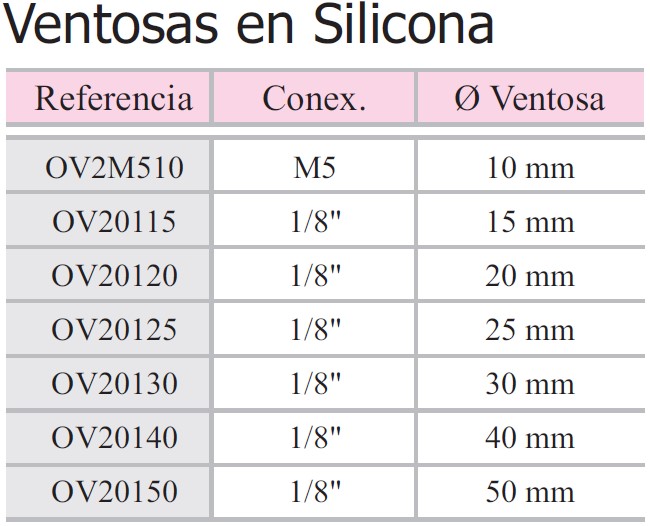 Ventosas en Silicona
Referencia Conex. Ø Ventosa
OV2M510 M5 10 mm
OV20115 1/8" 15 mm
OV20120 1/8" 20 mm
OV20125 1/8" 25 mm
OV20130 1/8" 30 mm
OV20140 1/8" 40 mm
OV20150 1/8" 50 mm